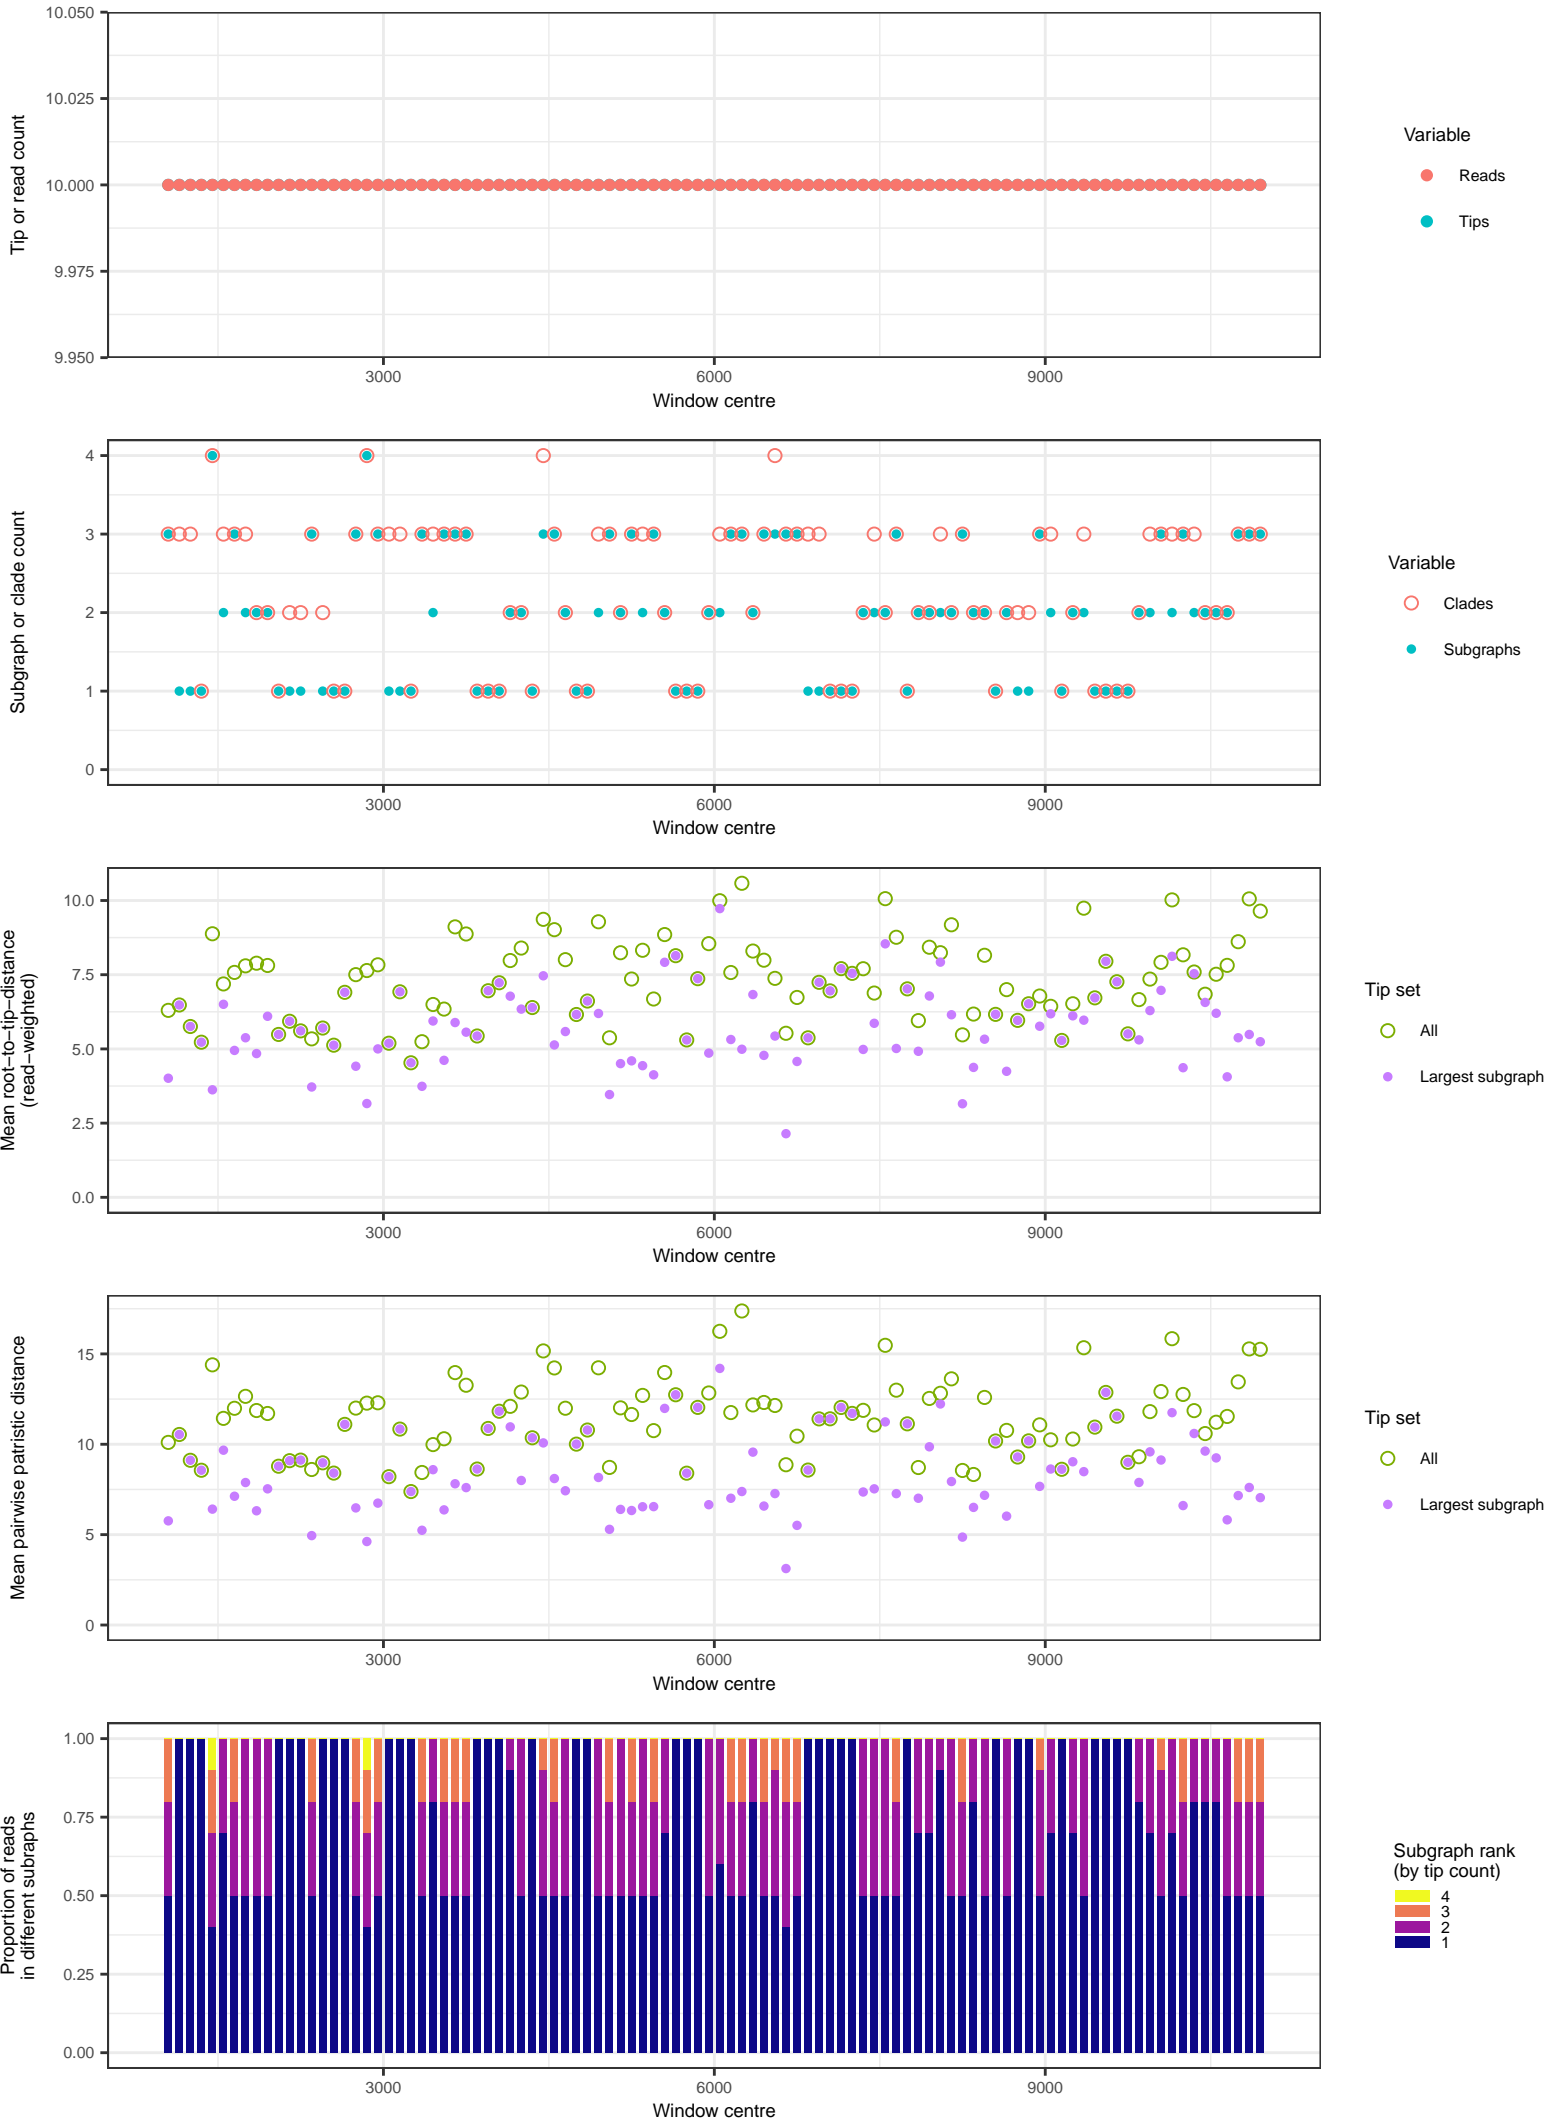 10.050
10.025
10.000
9.975
9.950
Tip or read count
3000 6000 9000
Window centre
Variable
Reads
Tips
4
3
2
1
0
Subgraph or clade count
3000 6000 9000
Window centre
Variable
Clades
Subgraphs
10.0
7.5
5.0
2.5
0.0
Mean root−to−tip−distance
(read−weighted)
3000 6000 9000
Window centre
Tip set
All
Largest subgraph
15
10
5
0
Mean pairwise patristic distance
3000 6000 9000
Window centre
Tip set
All
Largest subgraph
1.00
0.75
0.50
0.25
0.00
Proportion of reads
in different subraphs
3000 6000 9000
Window centre
Subgraph rank
(by tip count)
4
3
2
1